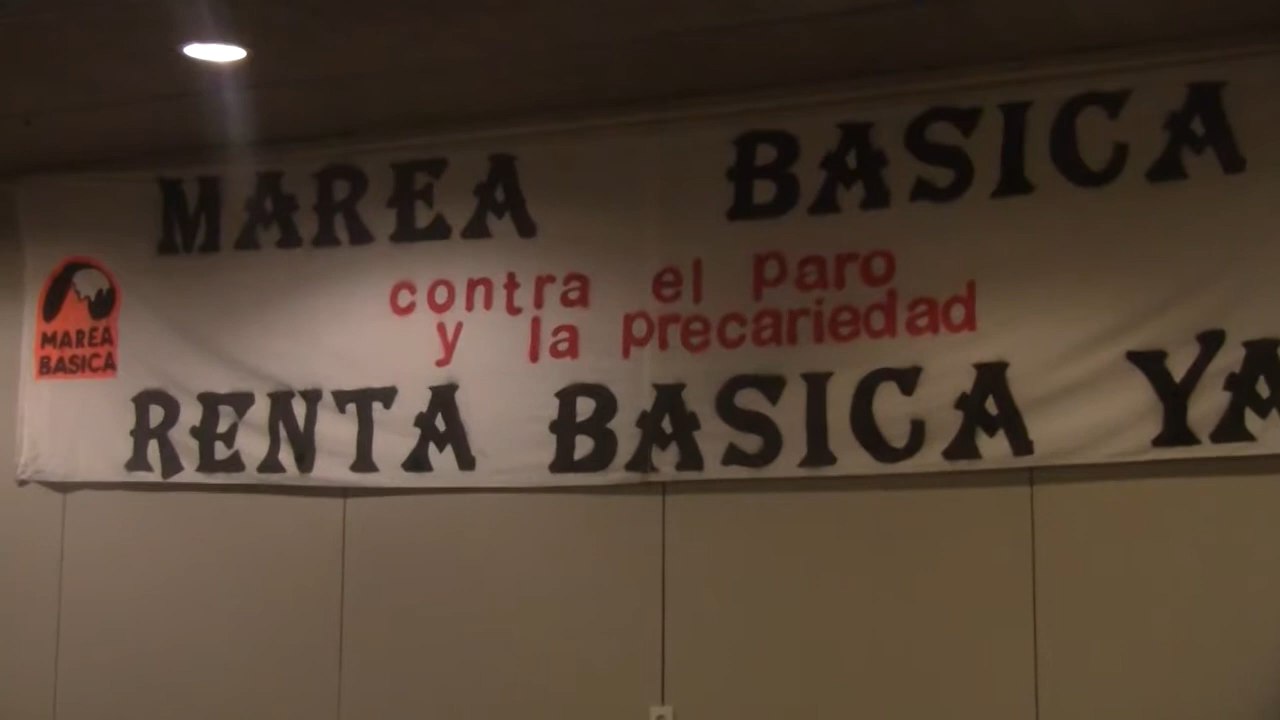 MAREA BASICA
contra el paro
y la precariedad
MAREA
BASICA
RENTA BASICA YA